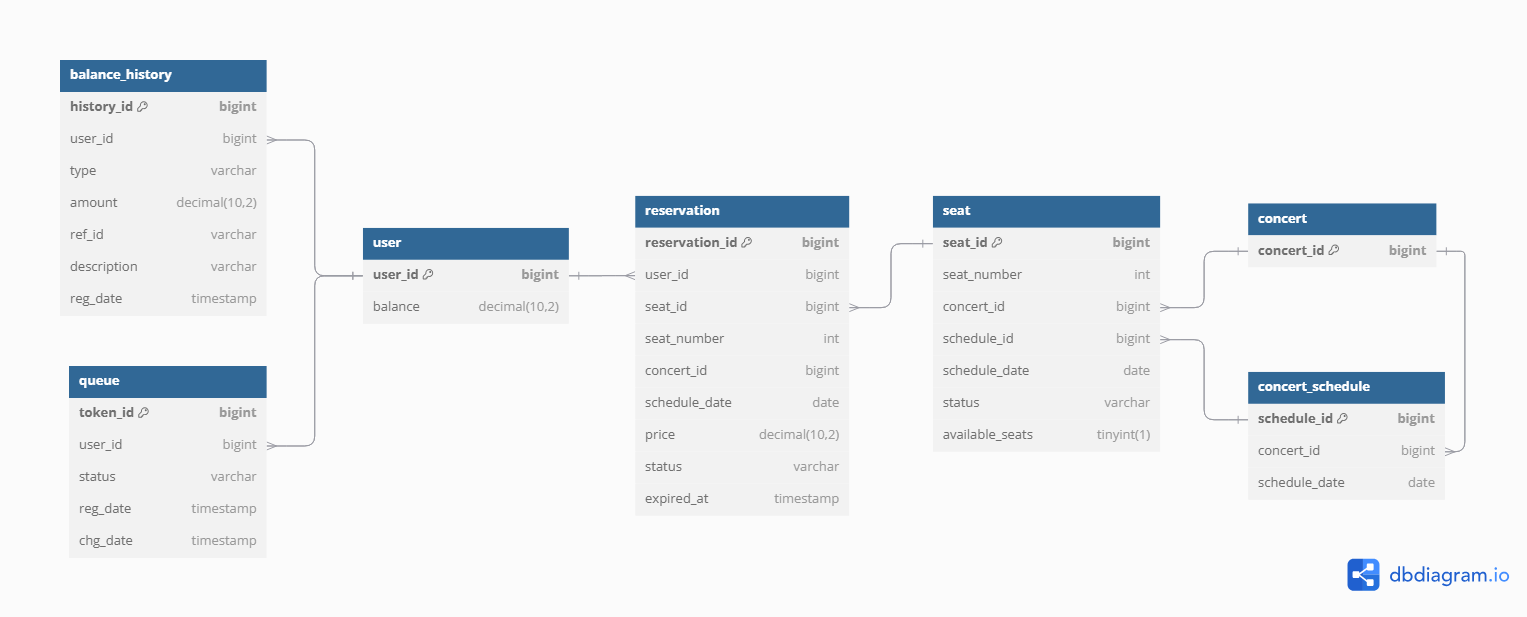 balance_history
history_id bigint
user_id bigint
type varchar
amount decimal(10,2)
ref_id varchar
description varchar
reg_date timestamp
queue
token_id bigint
user_id bigint
status varchar
reg_date timestamp
chg_date timestamp
user
user_id bigint
balance decimal(10,2)
reservation
reservation_id bigint
user_id bigint
seat_id bigint
seat_number int
concert_id bigint
schedule_date date
price decimal(10,2)
status varchar
expired_at timestamp
seat
seat_id bigint
seat_number int
concert_id bigint
schedule_id bigint
schedule_date date
status varchar
available_seats tinyint(1)
concert
concert_id bigint
concert_schedule
schedule_id bigint
concert_id bigint
schedule_date date
dbdiagram.io